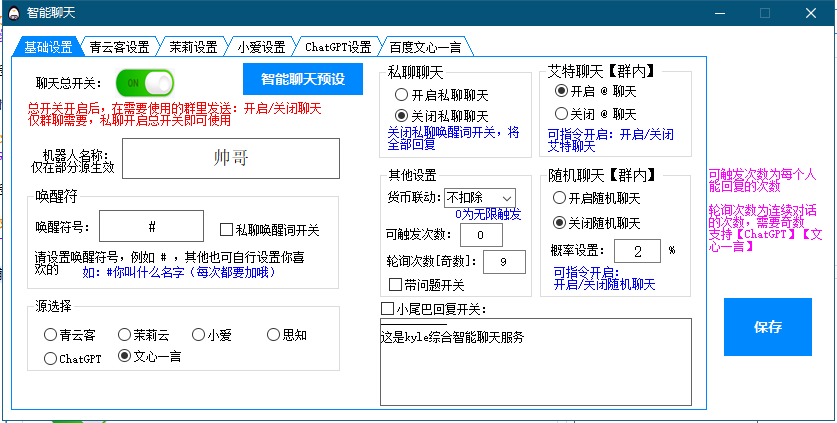 智能聊天
基础设置 青云客设置 茉莉设置 小爱设置 ChatGPT设置 百度文心一言
聊天总开关： ON 智能聊天预设
总开关开启后，在需要使用的群里发送：开启/关闭聊天
仅群聊需要，私聊开启总开关即可使用
机器人名称：
仅在部分源生效
帅哥
唤醒符
唤醒符号： # 私聊唤醒词开关
请设置唤醒符号，例如 # ，其他也可自行设置你喜
欢的 如：#你叫什么名字（每次都要加哦）
源选择
青云客 茉莉云 小爱 思知
ChatGPT 文心一言
私聊聊天
开启私聊聊天
关闭私聊聊天
关闭私聊唤醒词开关，将
全部回复
艾特聊天【群内】
开启 @ 聊天
关闭 @ 聊天
可指令开启：开启/关闭
艾特聊天
其他设置
货币联动： 不扣除
0为无限触发
可触发次数： 0
轮询次数[奇数]： 9
带问题开关
随机聊天【群内】
开启随机聊天
关闭随机聊天
概率设置： 2 %
可指令开启：
开启/关闭随机聊天
小尾巴回复开关：
这是kyle综合智能聊天服务
可触发次数为每个人
能回复的次数
轮询次数为连续对话
的次数，需要奇数
支持【ChatGPT】【文
心一言】
保存